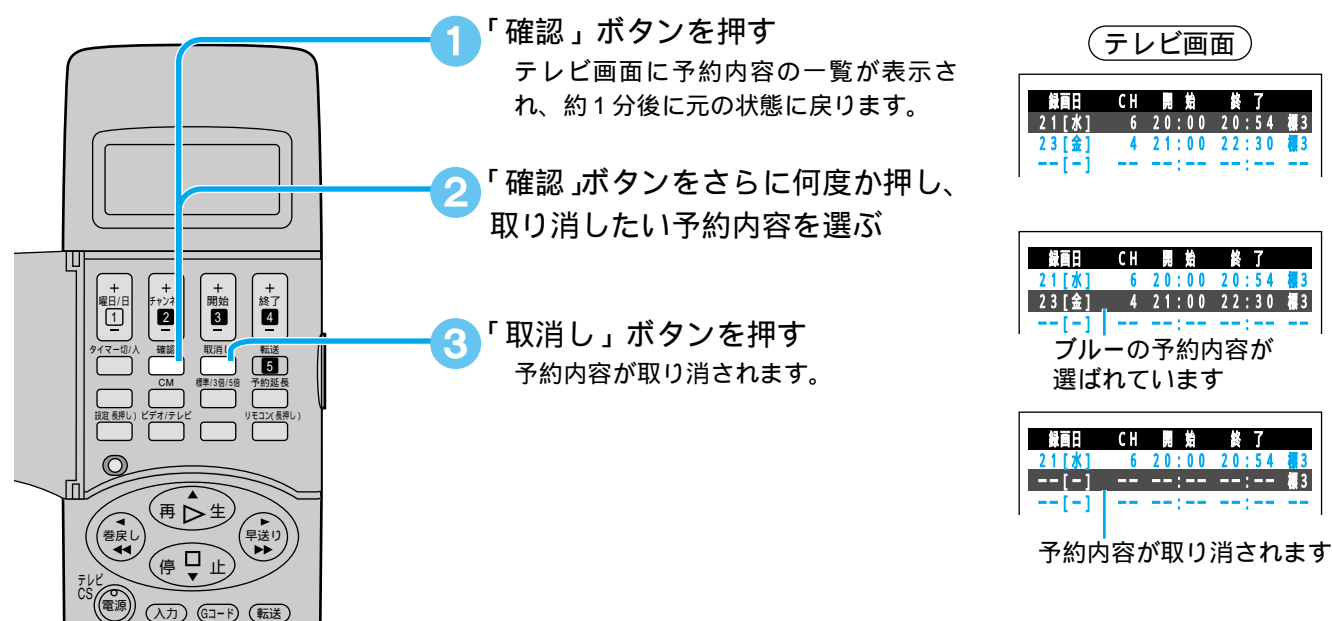 1 「確認」ボタンを押す
テレビ画面に予約内容の一覧が表示さ
れ、約1分後に元の状態に戻ります。
2 「確認」ボタンをさらに何度か押し、
取り消したい予約内容を選ぶ
3 「取消し」ボタンを押す
予約内容が取り消されます。
テレビ画面
録画日 CH 開始 終了
21[水] 6 20:00 20:54 標3
23[金] 4 21:00 22:30 標3
--[-] -- --:-- --:-- --
録画日 CH 開始 終了
21[水] 6 20:00 20:54 標3
23[金] 4 21:00 22:30 標3
--[-] -- --:-- --:-- --
ブルーの予約内容が
選ばれています
録画日 CH 開始 終了
21[水] 6 20:00 20:54 標3
--[-] -- --:-- --:-- 標3
--[-] -- --:-- --:-- --
予約内容が取り消されます
+ + + +
曜日/日 チャンネ 開始 終了
1 2 3 4
− − − −
タイマー切/入 確認 取消し 転送
5
CM 標準/3倍/5倍 予約延長
設定(長押し) ビデオ/テレビ リモコン(長押し)
再 生
巻戻し 早送り
停 止
テレビ
CS
電源 入力 Gコード 転送